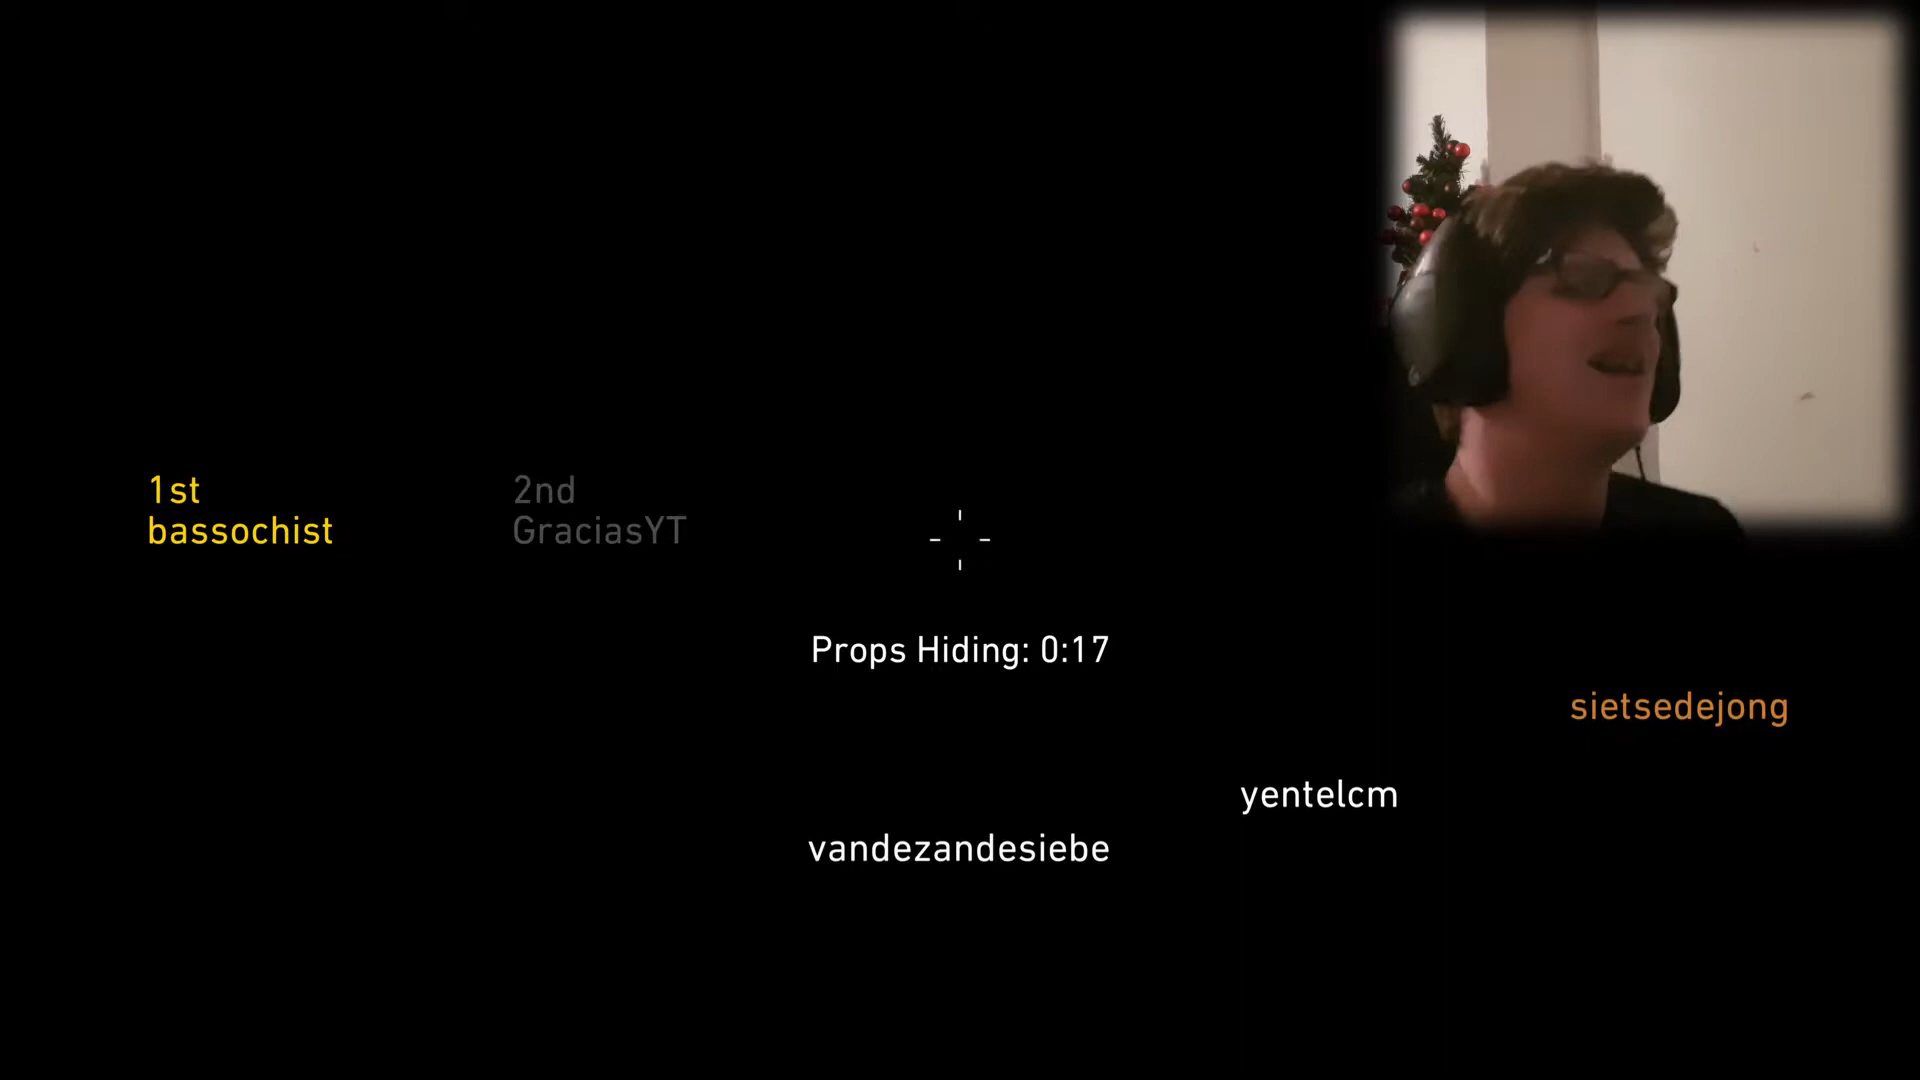 1st
bassochist
2nd
GraciasYT
Props Hiding: 0:17
sietsedejong
yentelcm
vandezandesiebe